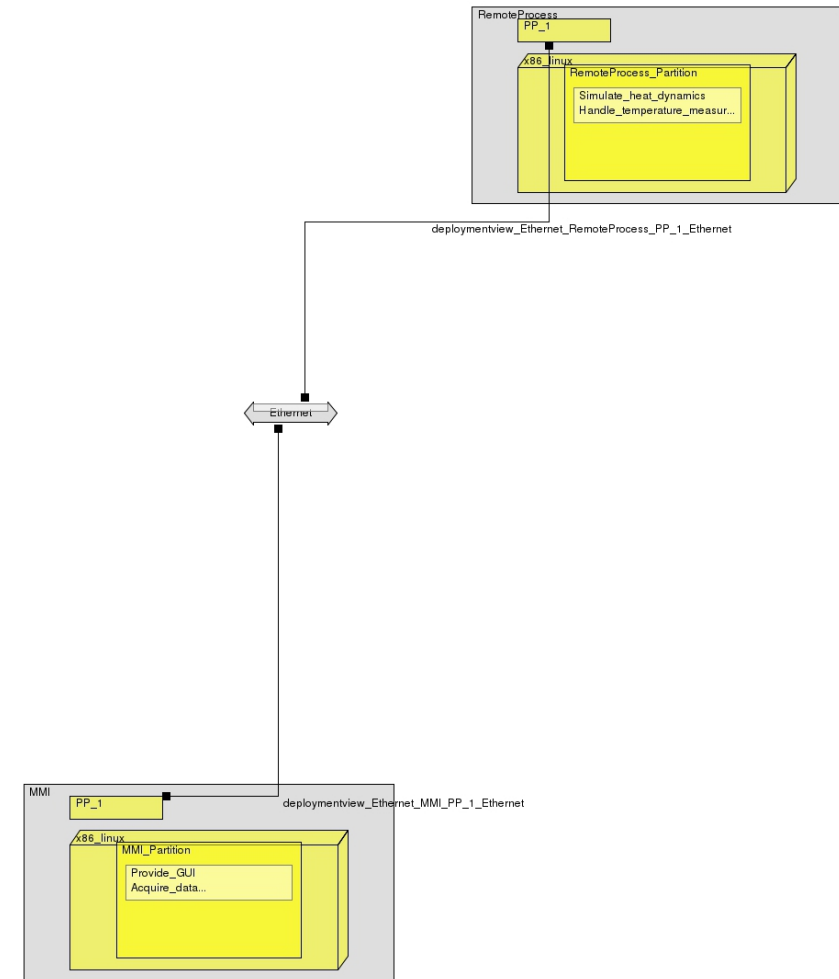 RemoteProcess
PP_1
x86_linux
RemoteProcess_Partition
Simulate_heat_dynamics
Handle_temperature_measur...
deploymentview_Ethernet_RemoteProcess_PP_1_Ethernet
Ethernet
MMI
PP_1
deploymentview_Ethernet_MMI_PP_1_Ethernet
x86_linux
MMI_Partition
Provide_GUI
Acquire_data...